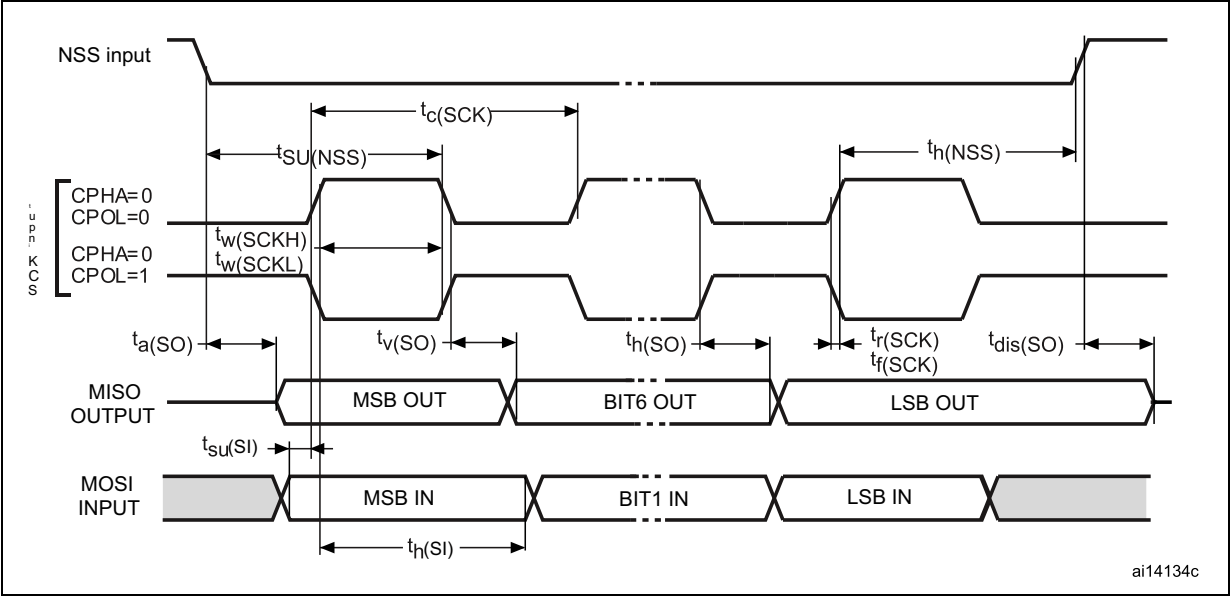 NSS input
tc(SCK)
tSU(NSS)
th(NSS)
CPHA=0
CPOL=0
tw(SCKH)
CPHA=0
tw(SCKL)
CPOL=1
ta(SO)
tv(SO)
th(SO)
tr(SCK)
tf(SCK)
tdis(SO)
MISO
OUTPUT
MSB OUT
BIT6 OUT
LSB OUT
tsu(SI)
MOSI
INPUT
MSB IN
BIT1 IN
LSB IN
th(SI)
ai14134c